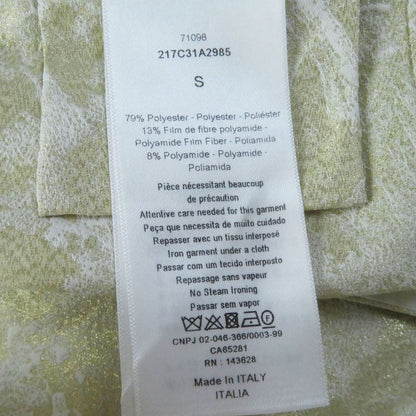 71098
217C31A2985
S
79% Polyester - Polyester - Poliéster
13% Film de fibre polyamide -
Polyamide Film Fiber - Poliamida
8% Polyamide - Polyamide -
Poliamida
Pièce nécessitant beaucoup
de précaution
Attentive care needed for this garment
Peça que necessita de muito cuidado
Repasser avec un tissu interposé
Iron garment under a cloth
Passar com um tecido interposto
Repassage sans vapeur
No Steam Ironing
Passar sem vapor
CNPJ 02-046-366/0003-99
CA65281
RN : 143628
Made in ITALY
ITALIA